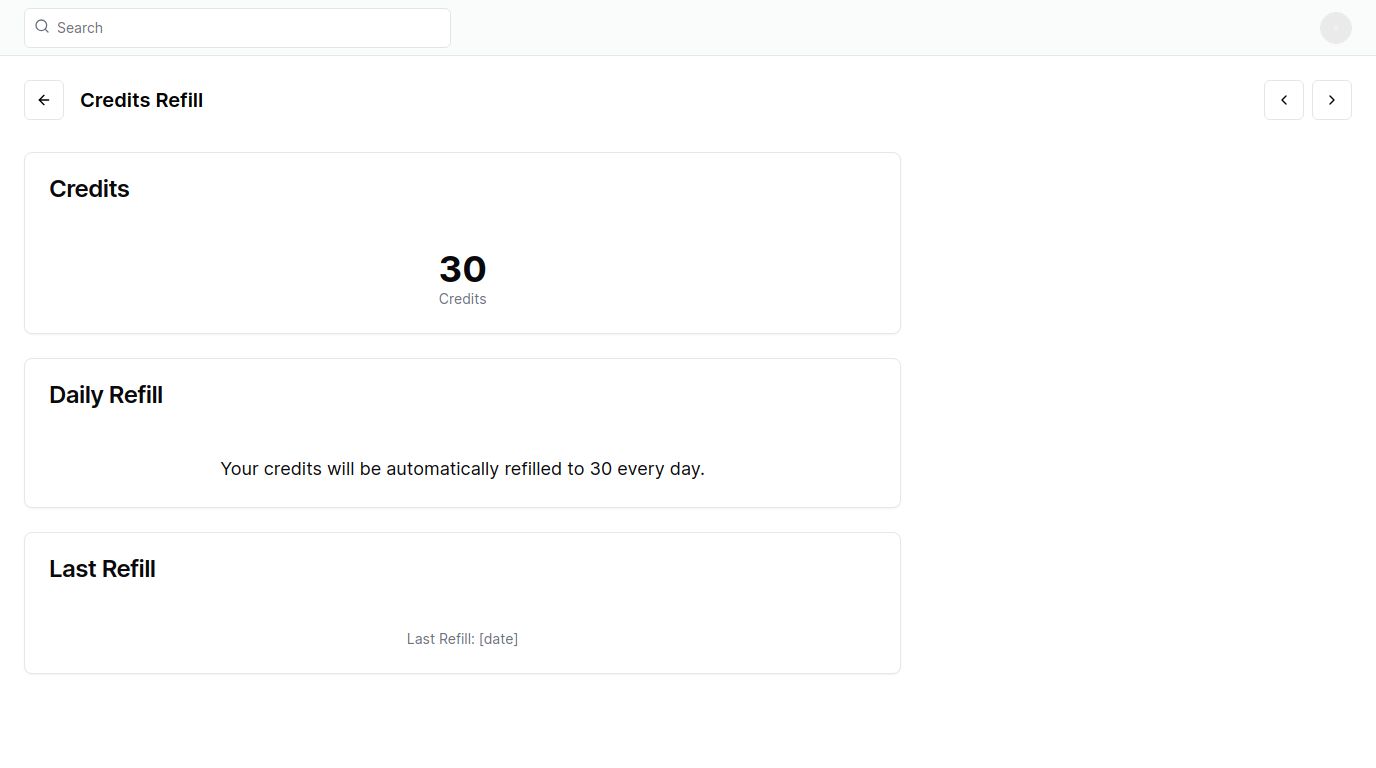 Search
Credits Refill
Credits
30
Credits
Daily Refill
Your credits will be automatically refilled to 30 every day.
Last Refill
Last Refill: [date]